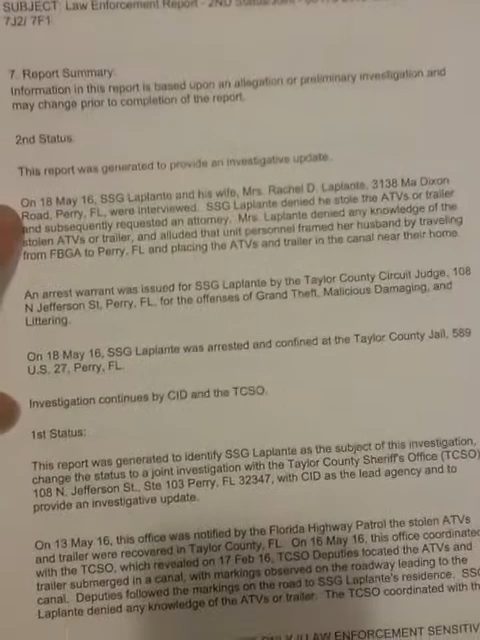 SUBJECT: Law Enforcement Report - 2ND Status/Joint -
7J2/ 7F1
7. Report Summary:
Information in this report is based upon an allegation or preliminary investigation and
may change prior to completion of the report.
2nd Status:
This report was generated to provide an investigative update.
On 18 May 16, SSG Laplante and his wife, Mrs. Rachel D. Laplante, 3138 Ma Dixon
Road, Perry, FL, were interviewed. SSG Laplante denied he stole the ATVs or trailer
and subsequently requested an attorney. Mrs. Laplante denied any knowledge of the
stolen ATVs or trailer, and alluded that unit personnel framed her husband by traveling
from FBGA to Perry, FL and placing the ATVs and trailer in the canal near their home.
An arrest warrant was issued for SSG Laplante by the Taylor County Circuit Judge, 108
N Jefferson St, Perry, FL, for the offenses of Grand Theft, Malicious Damaging, and
Littering.
On 18 May 16, SSG Laplante was arrested and confined at the Taylor County Jail, 589
U.S. 27, Perry, FL.
Investigation continues by CID and the TCSO.
1st Status:
This report was generated to identify SSG Laplante as the subject of this investigation,
change the status to a joint investigation with the Taylor County Sheriff's Office (TCSO)
108 N. Jefferson St., Ste 103 Perry, FL 32347, with CID as the lead agency and to
provide an investigative update.
On 13 May 16, this office was notified by the Florida Highway Patrol the stolen ATVs
and trailer were recovered in Taylor County, FL. On 16 May 16, this office coordinated
with the TCSO, which revealed on 17 Feb 16, TCSO Deputies located the ATVs and
trailer submerged in a canal, with markings observed on the roadway leading to the
canal. Deputies followed the markings on the road to SSG Laplante's residence. SSG
Laplante denied any knowledge of the ATVs or trailer. The TCSO coordinated with th
ONLY//LAW ENFORCEMENT SENSITIV